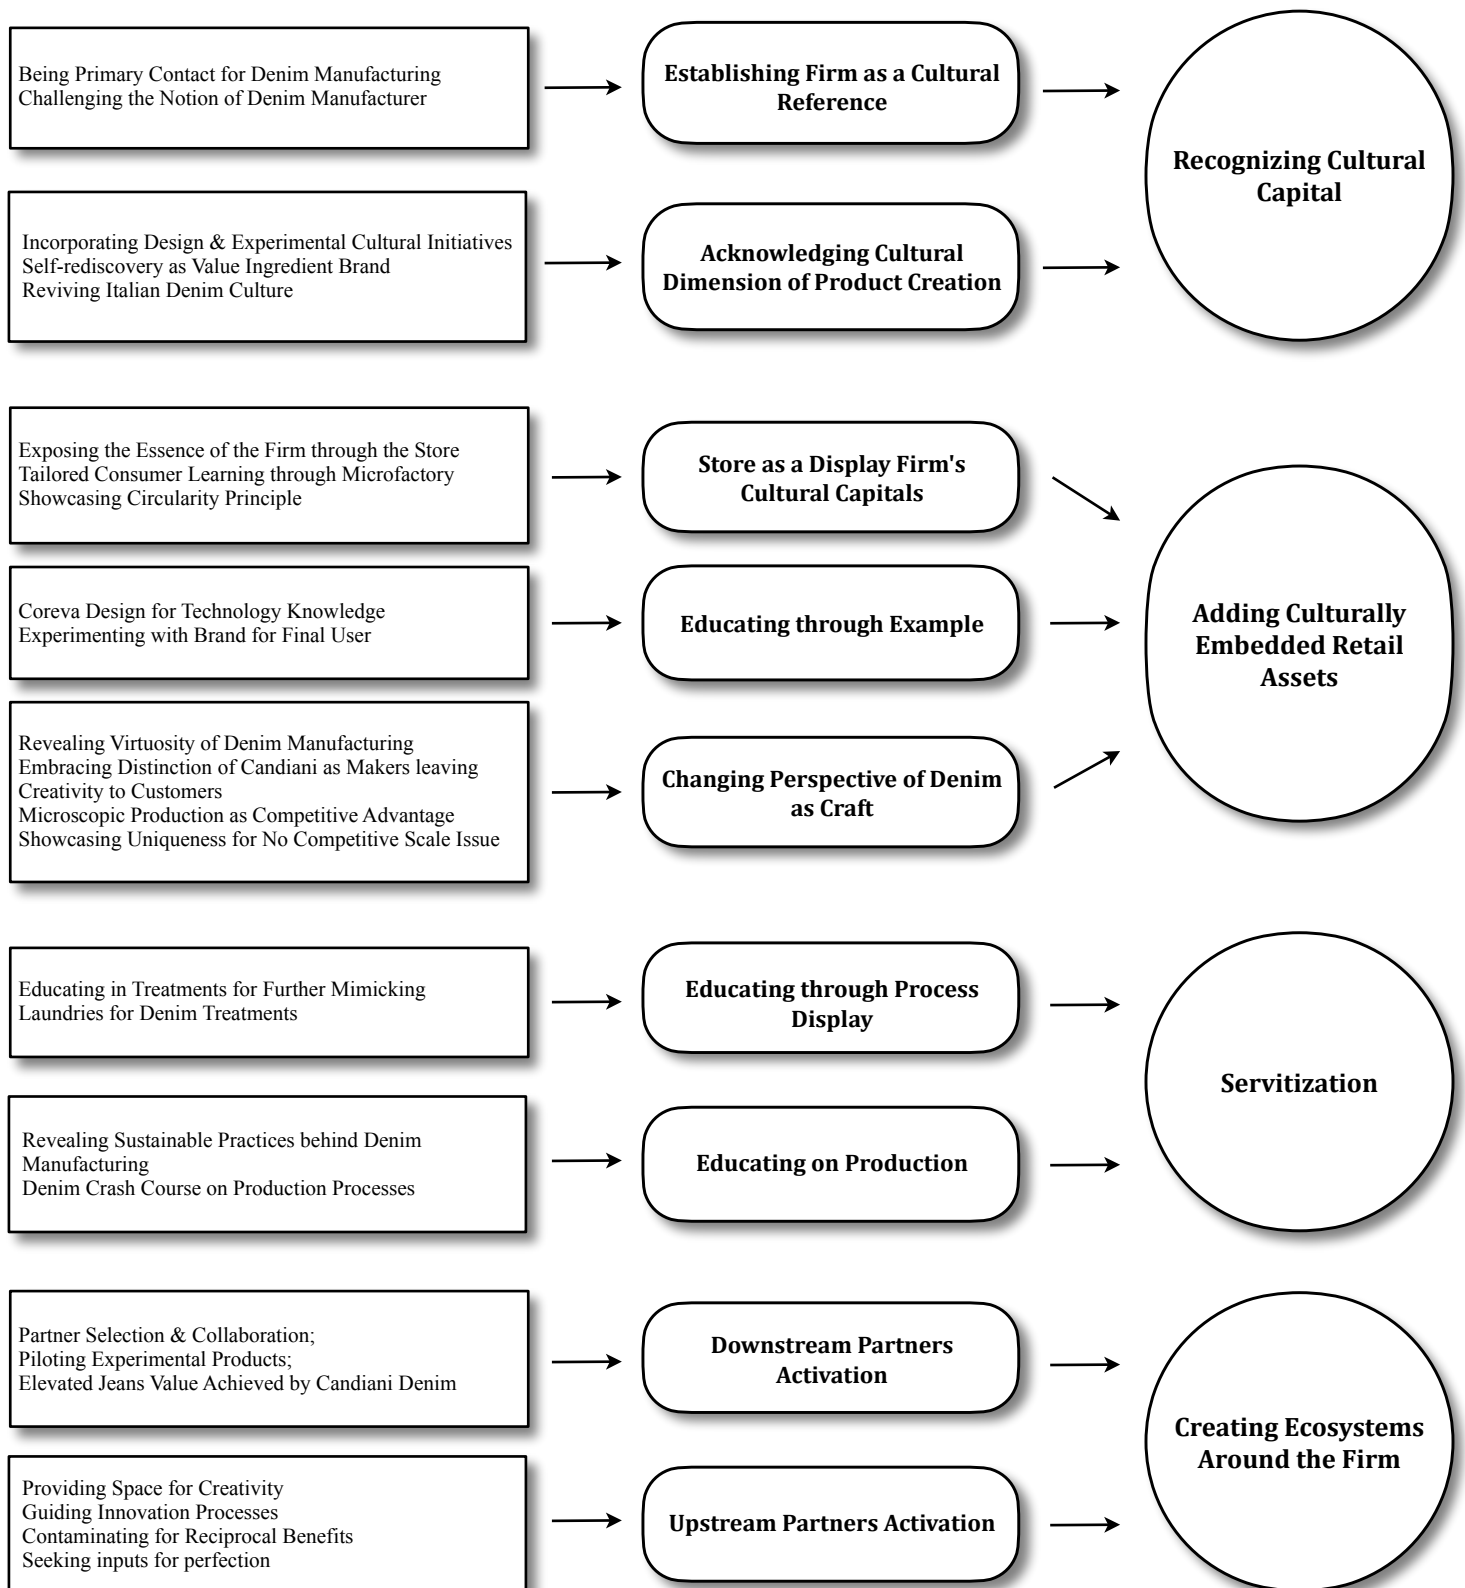 Being Primary Contact for Denim Manufacturing
Challenging the Notion of Denim Manufacturer
Establishing Firm as a Cultural
Reference
Incorporating Design & Experimental Cultural Initiatives
Self-rediscovery as Value Ingredient Brand
Reviving Italian Denim Culture
Acknowledging Cultural
Dimension of Product Creation
Recognizing Cultural
Capital
Exposing the Essence of the Firm through the Store
Tailored Consumer Learning through Microfactory
Showcasing Circularity Principle
Store as a Display Firm's
Cultural Capitals
Coreva Design for Technology Knowledge
Experimenting with Brand for Final User
Educating through Example
Revealing Virtuosity of Denim Manufacturing
Embracing Distinction of Candiani as Makers leaving
Creativity to Customers
Microscopic Production as Competitive Advantage
Showcasing Uniqueness for No Competitive Scale Issue
Changing Perspective of Denim
as Craft
Adding Culturally
Embedded Retail
Assets
Educating in Treatments for Further Mimicking
Laundries for Denim Treatments
Educating through Process
Display
Revealing Sustainable Practices behind Denim
Manufacturing
Denim Crash Course on Production Processes
Educating on Production
Servitization
Partner Selection & Collaboration;
Piloting Experimental Products;
Elevated Jeans Value Achieved by Candiani Denim
Downstream Partners
Activation
Providing Space for Creativity
Guiding Innovation Processes
Contaminating for Reciprocal Benefits
Seeking inputs for perfection
Upstream Partners Activation
Creating Ecosystems
Around the Firm